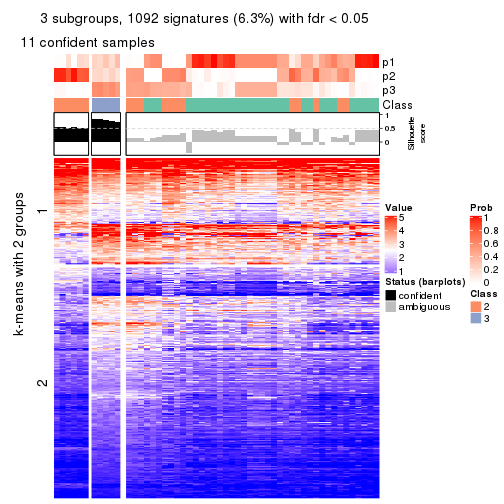 3 subgroups, 1092 signatures (6.3%) with fdr < 0.05
11 confident samples
p1
p2
p3
Class
1
0.5
0
Silhouette
score
k-means with 2 groups
1
2
Value
5
4
3
2
1
Status (barplots)
confident
ambiguous
Prob
1
0.8
0.6
0.4
0.2
0
Class
2
3